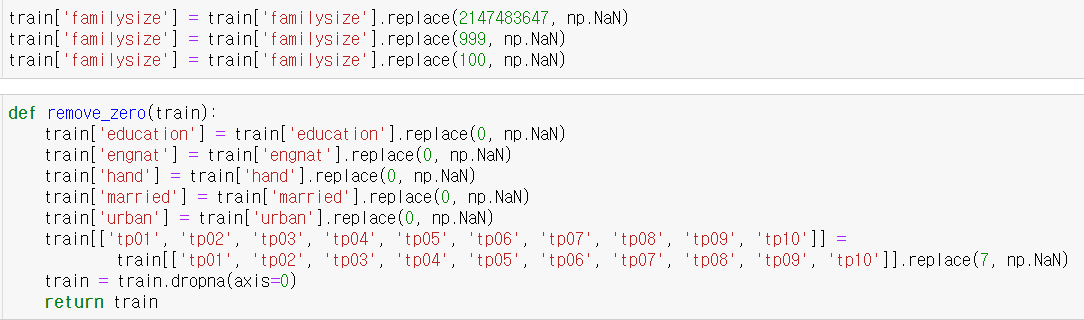 train['familysize'] = train['familysize'].replace(2147483647, np.NaN)
train['familysize'] = train['familysize'].replace(999, np.NaN)
train['familysize'] = train['familysize'].replace(100, np.NaN)
def remove_zero(train):
    train['education'] = train['education'].replace(0, np.NaN)
    train['engnat'] = train['engnat'].replace(0, np.NaN)
    train['hand'] = train['hand'].replace(0, np.NaN)
    train['married'] = train['married'].replace(0, np.NaN)
    train['urban'] = train['urban'].replace(0, np.NaN)
    train[['tp01', 'tp02', 'tp03', 'tp04', 'tp05', 'tp06', 'tp07', 'tp08', 'tp09', 'tp10']] =
            train[['tp01', 'tp02', 'tp03', 'tp04', 'tp05', 'tp06', 'tp07', 'tp08', 'tp09', 'tp10']].replace(7, np.NaN)
    train = train.dropna(axis=0)
    return train